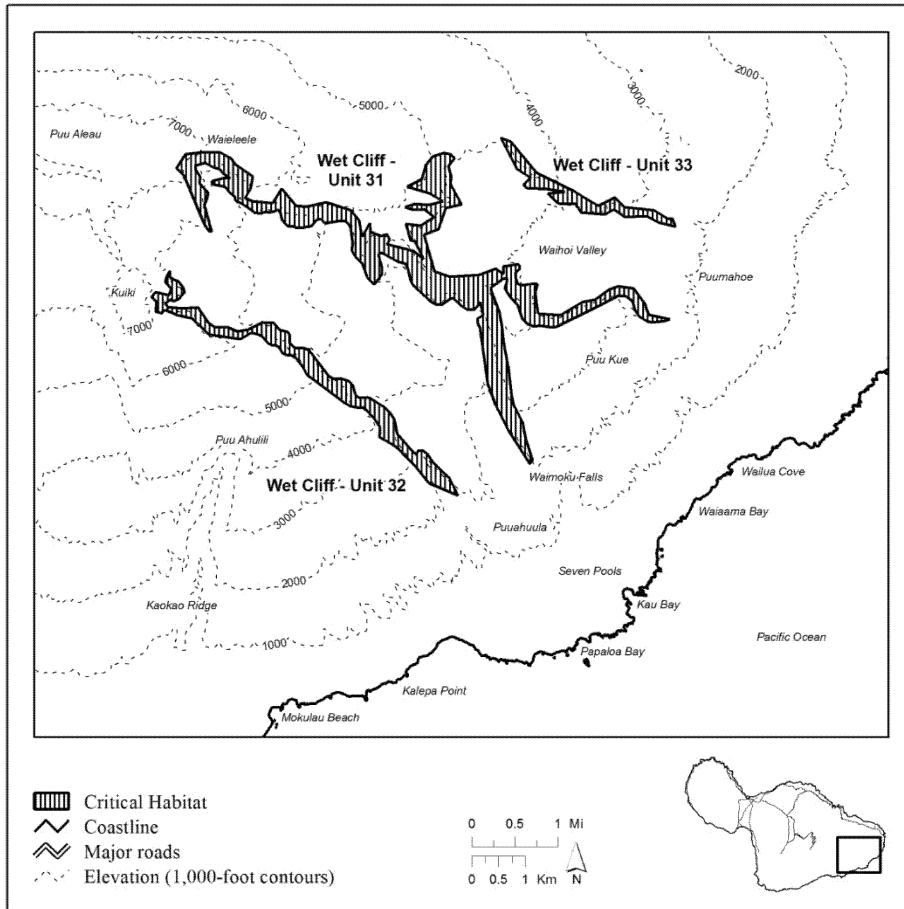 2000
5000
3000
6000
4000
7000
Puu Aleau
Waieleele
Wet Cliff -
Unit 31
Wet Cliff - Unit 33
Waihoi Valley
Puumahoe
Kuiki
7000
6000
Puu Kue
5000
Puu Ahulili
4000
Wet Cliff - Unit 32
Waimoku Falls
Wailua Cove
Waiaama Bay
3000
Puuahuula
Seven Pools
2000
Kaokao Ridge
Kau Bay
1000
Papaloa Bay
Pacific Ocean
Kalepa Point
Mokulau Beach
Critical Habitat
Coastline
Major roads
Elevation (1,000-foot contours)
0 0.5 1 Mi
0 0.5 1 Km
N